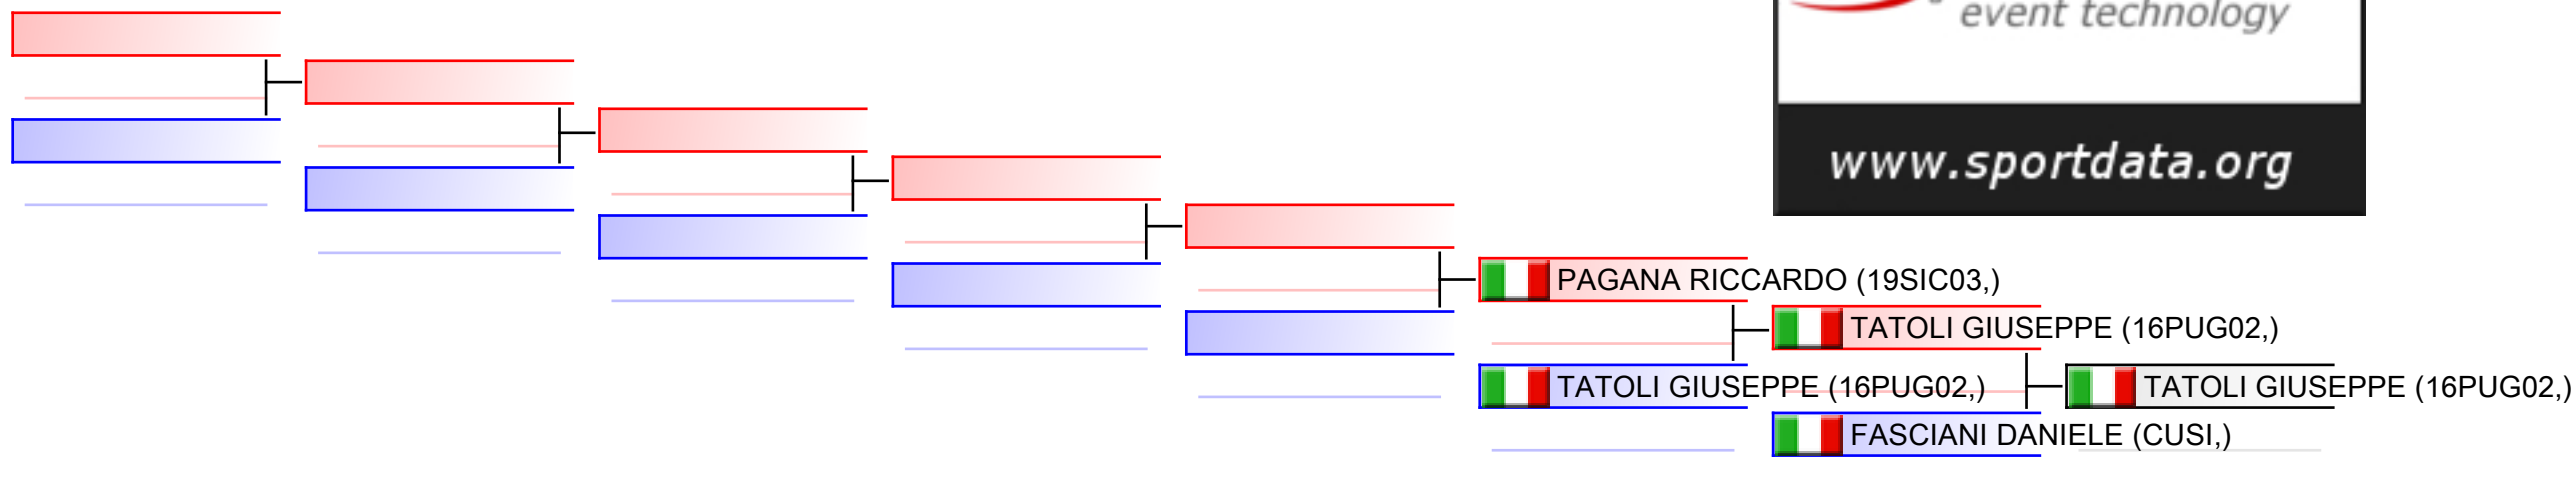 event technology
www.sportdata.org
PAGANA RICCARDO (19SIC03,)
TATOLI GIUSEPPE (16PUG02,)
TATOLI GIUSEPPE (16PUG02,)
TATOLI GIUSEPPE (16PUG02,)
FASCIANI DANIELE (CUSI,)